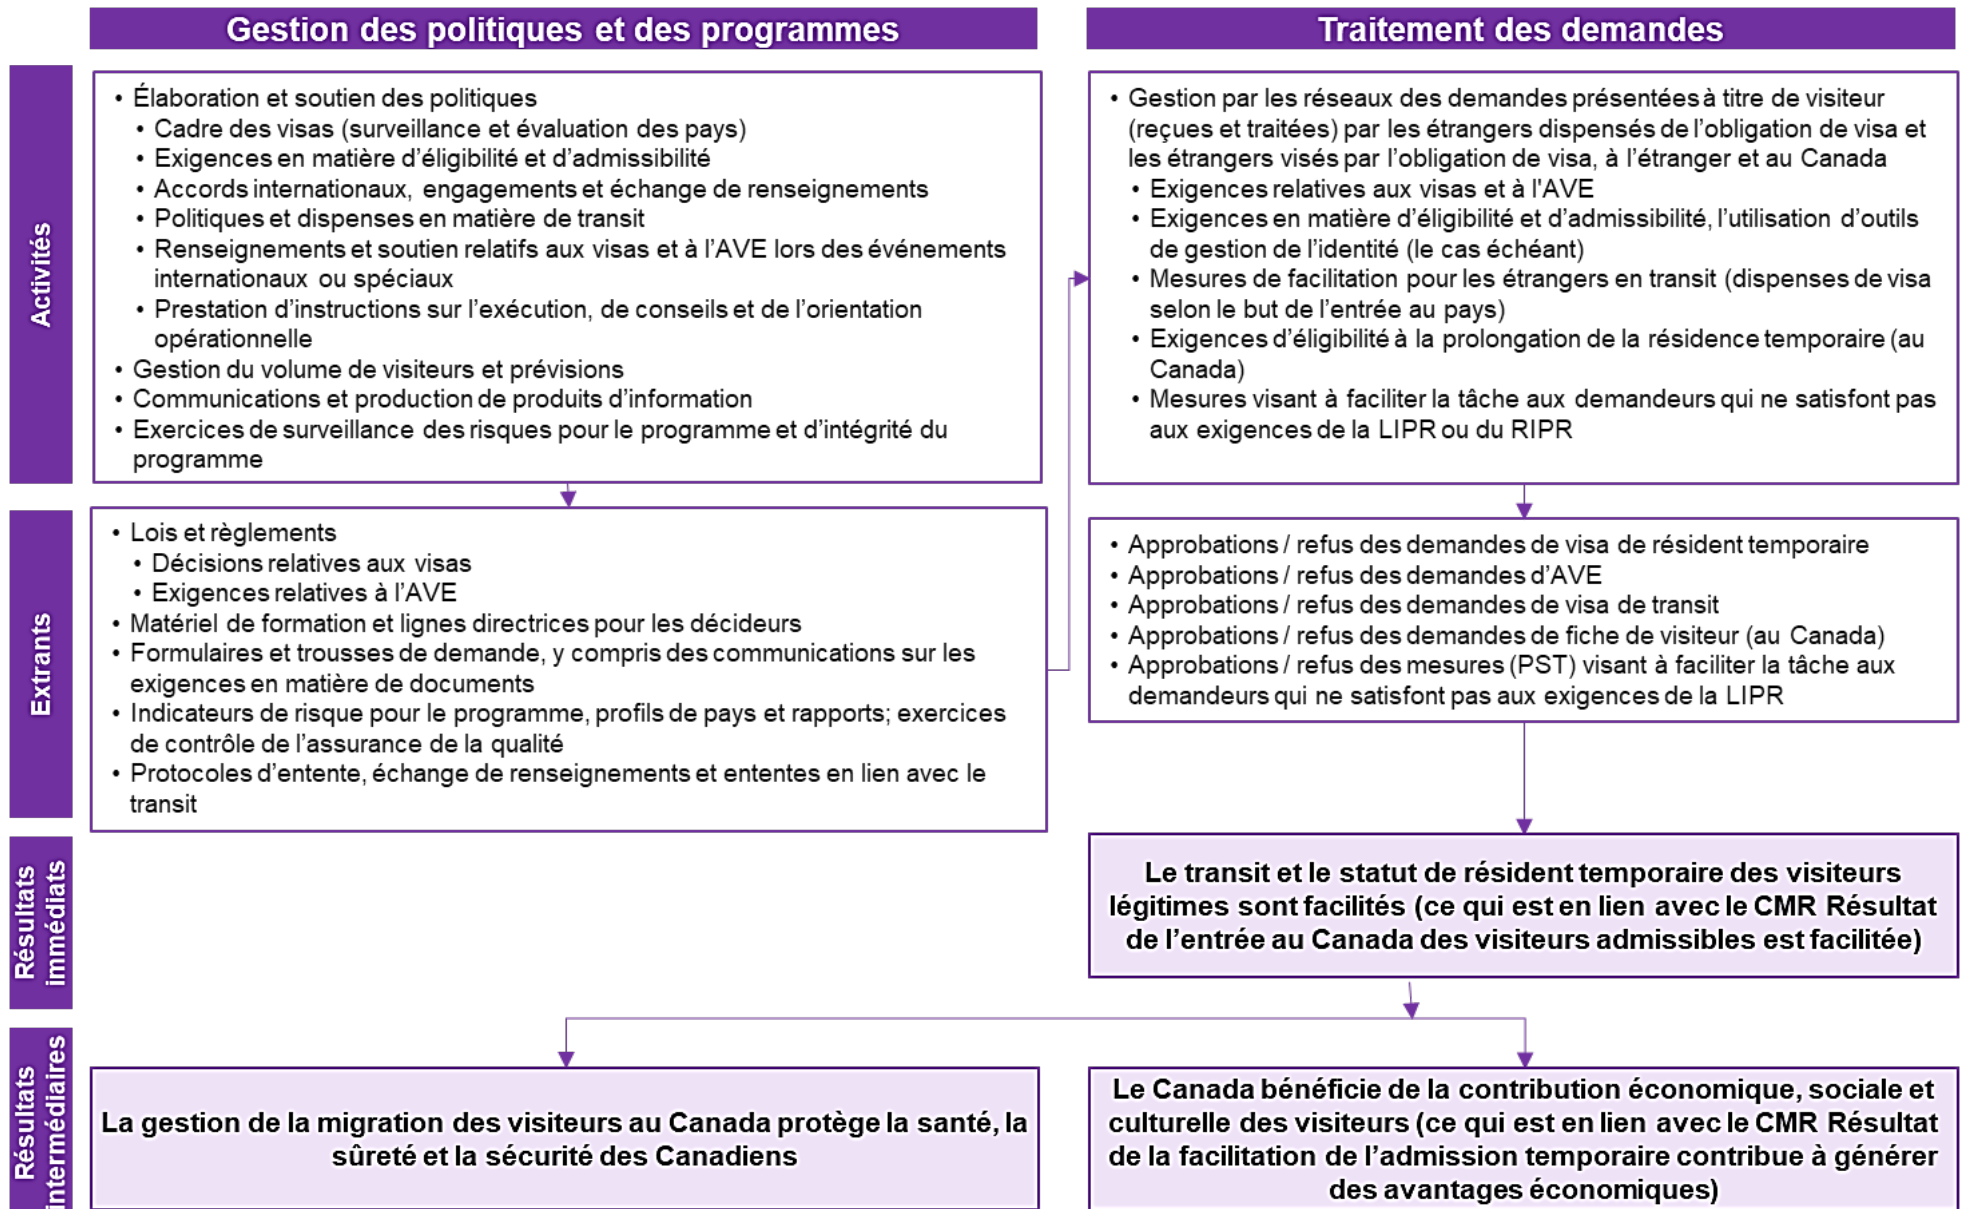 Gestion des politiques et des programmes
Traitement des demandes
Activités
• Élaboration et soutien des politiques
• Cadre des visas (surveillance et évaluation des pays)
• Exigences en matière d’éligibilité et d’admissibilité
• Accords internationaux, engagements et échange de renseignements
• Politiques et dispenses en matière de transit
• Renseignements et soutien relatifs aux visas et à l’AVE lors des événements
internationaux ou spéciaux
• Prestation d’instructions sur l’exécution, de conseils et de l’orientation
opérationnelle
• Gestion du volume de visiteurs et prévisions
• Communications et production de produits d’information
• Exercices de surveillance des risques pour le programme et d’intégrité du
programme
• Gestion par les réseaux des demandes présentées à titre de visiteur
(reçues et traitées) par les étrangers dispensés de l’obligation de visa et
les étrangers visés par l’obligation de visa, à l’étranger et au Canada
• Exigences relatives aux visas et à l'AVE
• Exigences en matière d’éligibilité et d’admissibilité, l’utilisation d’outils
de gestion de l’identité (le cas échéant)
• Mesures de facilitation pour les étrangers en transit (dispenses de visa
selon le but de l’entrée au pays)
• Exigences d’éligibilité à la prolongation de la résidence temporaire (au
Canada)
• Mesures visant à faciliter la tâche aux demandeurs qui ne satisfont pas
aux exigences de la LIPR ou du RIPR
Extrants
• Lois et règlements
• Décisions relatives aux visas
• Exigences relatives à l’AVE
• Matériel de formation et lignes directrices pour les décideurs
• Formulaires et trousses de demande, y compris des communications sur les
exigences en matière de documents
• Indicateurs de risque pour le programme, profils de pays et rapports; exercices
de contrôle de l’assurance de la qualité
• Protocoles d’entente, échange de renseignements et ententes en lien avec le
transit
• Approbations / refus des demandes de visa de résident temporaire
• Approbations / refus des demandes d’AVE
• Approbations / refus des demandes de visa de transit
• Approbations / refus des demandes de fiche de visiteur (au Canada)
• Approbations / refus des mesures (PST) visant à faciliter la tâche aux
demandeurs qui ne satisfont pas aux exigences de la LIPR
Résultats
immédiats
Le transit et le statut de résident temporaire des visiteurs
légitimes sont facilités (ce qui est en lien avec le CMR Résultat
de l’entrée au Canada des visiteurs admissibles est facilitée)
Résultats
intermédiaires
La gestion de la migration des visiteurs au Canada protège la santé, la
sûreté et la sécurité des Canadiens
Le Canada bénéficie de la contribution économique, sociale et
culturelle des visiteurs (ce qui est en lien avec le CMR Résultat
de la facilitation de l’admission temporaire contribue à générer
des avantages économiques)